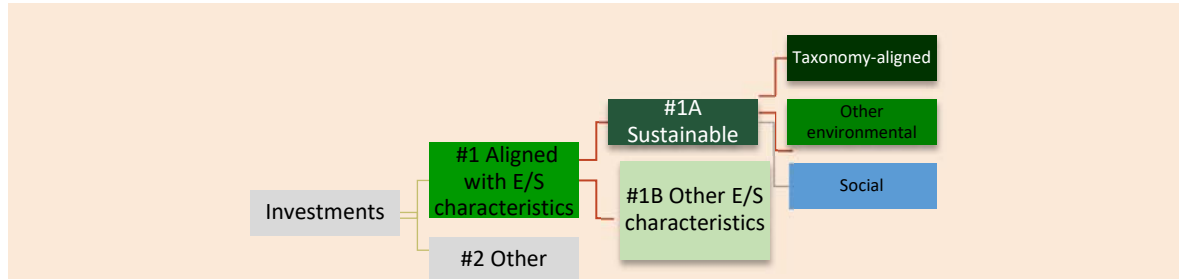 Investments
#1 Aligned
with E/S
characteristics
#2 Other
#1A
Sustainable
#1B Other E/S
characteristics
Taxonomy-aligned
Other
environmental
Social